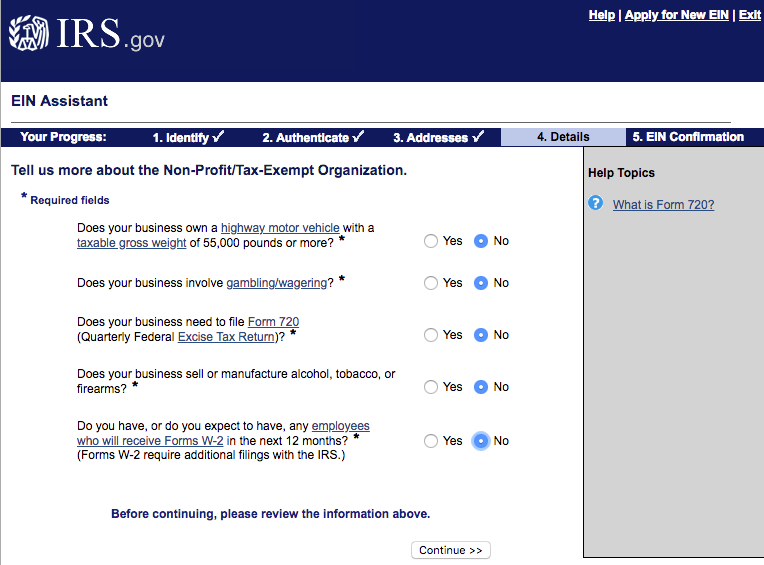 IRS.gov
Help | Apply for New EIN | Exit
EIN Assistant
Your Progress: 1. Identify ✓ 2. Authenticate ✓ 3. Addresses ✓ 4. Details 5. EIN Confirmation
Tell us more about the Non-Profit/Tax-Exempt Organization.
* Required fields
Does your business own a highway motor vehicle with a
taxable gross weight of 55,000 pounds or more? *
Yes No
Does your business involve gambling/wagering? *
Yes No
Does your business need to file Form 720
(Quarterly Federal Excise Tax Return)? *
Yes No
Does your business sell or manufacture alcohol, tobacco, or
firearms? *
Yes No
Do you have, or do you expect to have, any employees
who will receive Forms W-2 in the next 12 months? *
(Forms W-2 require additional filings with the IRS.)
Yes No
Before continuing, please review the information above.
Continue >>
Help Topics
? What is Form 720?